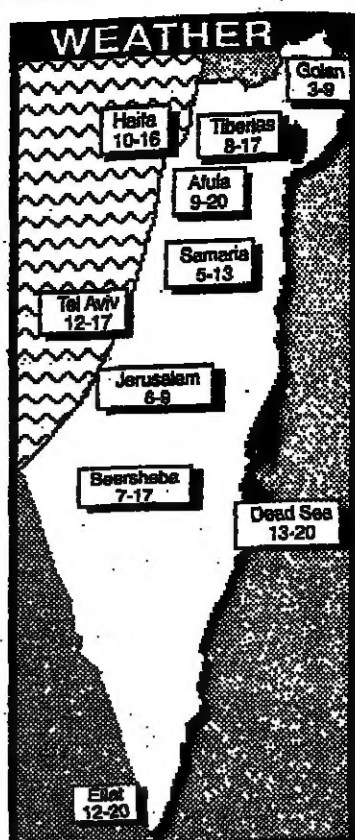 WEATHER
Golan
3-9
Haifa
10-16
Tiberias
8-17
Afula
9-20
Samaria
5-13
Tel Aviv
12-17
Jerusalem
6-9
Beersheba
7-17
Dead Sea
13-20
Eilat
12-20